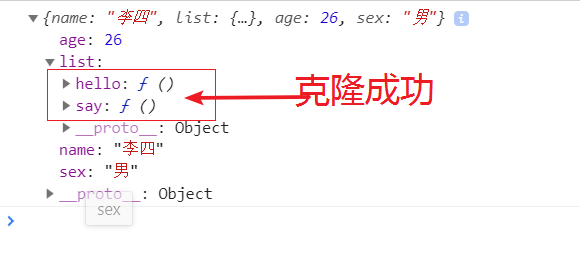 {name: "李四", list: {…}, age: 26, sex: "男"} i
age: 26
list:
hello: ƒ ()
say: ƒ ()
克隆成功
__proto__: Object
name: "李四"
sex: "男"
__proto__: Object
sex